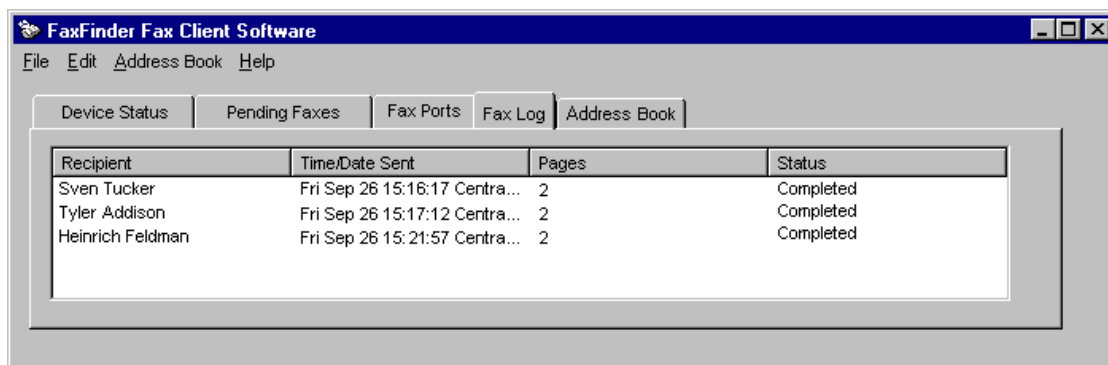 FaxFinder Fax Client Software
File Edit Address Book Help
Device Status Pending Faxes Fax Ports Fax Log Address Book
Recipient Time/Date Sent Pages Status
Sven Tucker Fri Sep 26 15:16:17 Centra... 2 Completed
Tyler Addison Fri Sep 26 15:17:12 Centra... 2 Completed
Heinrich Feldman Fri Sep 26 15:21:57 Centra... 2 Completed